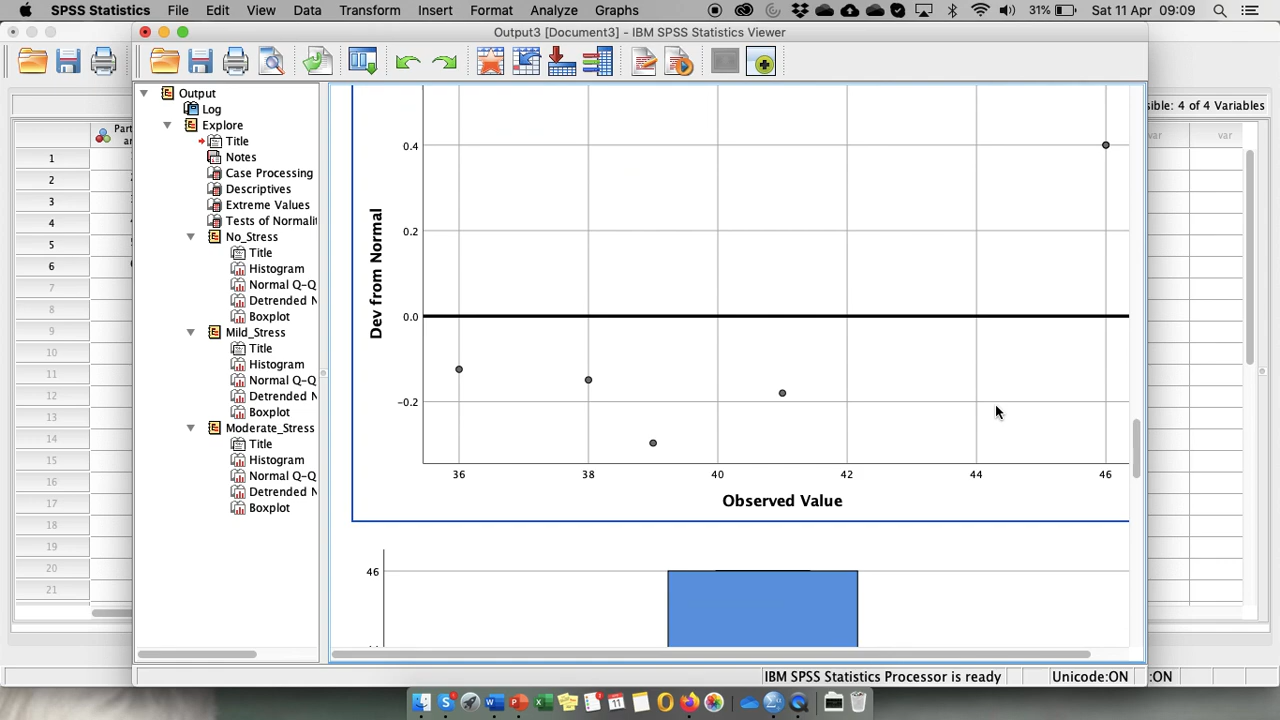 SPSS Statistics File Edit View Data Transform Insert Format Analyze Graphs 31% Sat 11 Apr 09:09
Output3 [Document3] - IBM SPSS Statistics Viewer
sible: 4 of 4 Variables
Part
ar
var
var
1
2
3
4
5
6
7
8
9
10
11
12
13
14
15
16
17
18
19
20
21
Output
Log
Explore
Title
Notes
Case Processing
Descriptives
Extreme Values
Tests of Normalit
No_Stress
Title
Histogram
Normal Q-Q
Detrended N
Boxplot
Mild_Stress
Title
Histogram
Normal Q-Q
Detrended N
Boxplot
Moderate_Stress
Title
Histogram
Normal Q-Q
Detrended N
Boxplot
Dev from Normal
0.4
0.2
0.0
-0.2
36 38 40 42 44 46
Observed Value
46
IBM SPSS Statistics Processor is ready Unicode:ON :ON